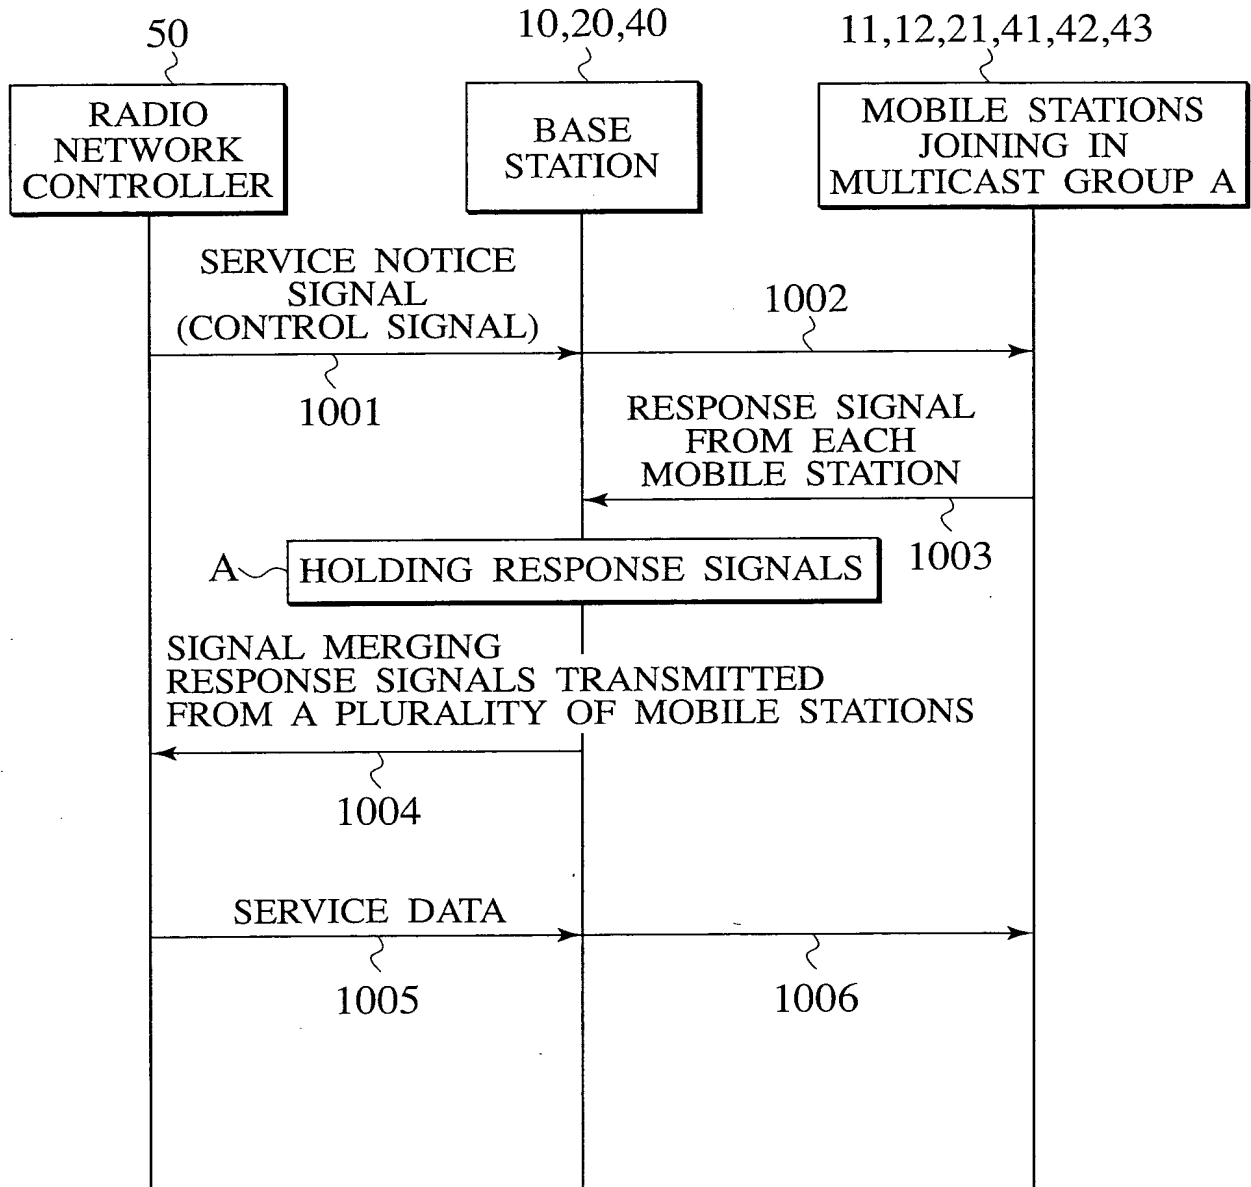 50
10,20,40
11,12,21,41,42,43
RADIO
NETWORK
CONTROLLER
BASE
STATION
MOBILE STATIONS
JOINING IN
MULTICAST GROUP A
SERVICE NOTICE
SIGNAL
(CONTROL SIGNAL)
1001
1002
RESPONSE SIGNAL
FROM EACH
MOBILE STATION
1003
A
HOLDING RESPONSE SIGNALS
SIGNAL MERGING
RESPONSE SIGNALS TRANSMITTED
FROM A PLURALITY OF MOBILE STATIONS
1004
SERVICE DATA
1005
1006